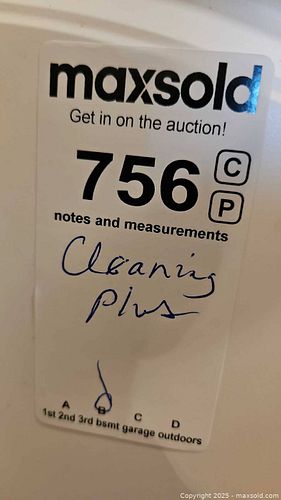 maxsold
Get in on the auction!
756 C
P
notes and measurements
Cleaning
Plus
A B C D
1st 2nd 3rd bsmt garage outdoors
Copyright 2025 - maxsold.com